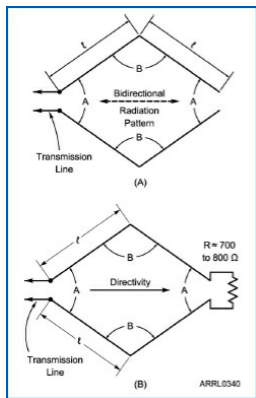 ℓ ℓ
B
A Bidirectional A
Radiation
Pattern
B
Transmission
Line
(A)
ℓ
B
R ≈ 700
to 800 Ω
A Directivity A
B
ℓ
Transmission
Line
(B)
ARRL0340